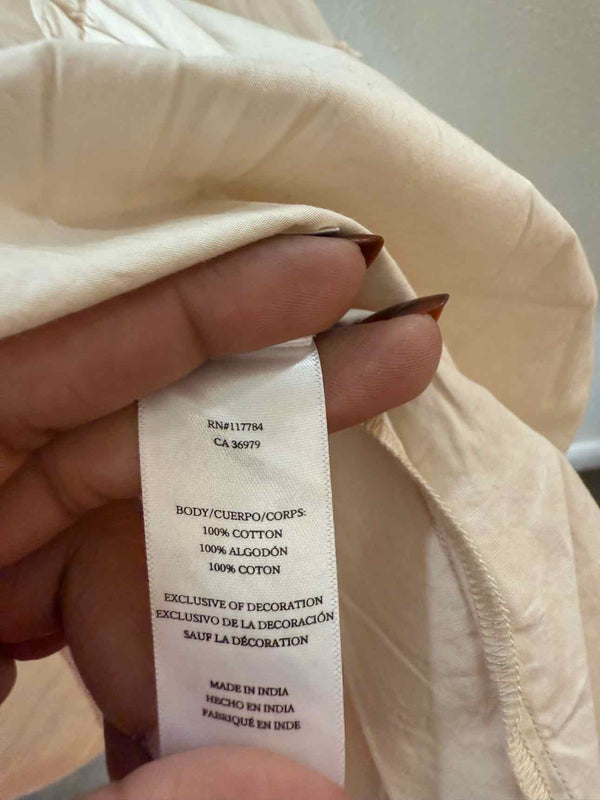 RN#117784
CA 36979
BODY/CUERPO/CORPS:
100% COTTON
100% ALGODÓN
100% COTON
EXCLUSIVE OF DECORATION
EXCLUSIVO DE LA DECORACIÓN
SAUF LA DÉCORATION
MADE IN INDIA
HECHO EN INDIA
FABRIQUÉ EN INDE